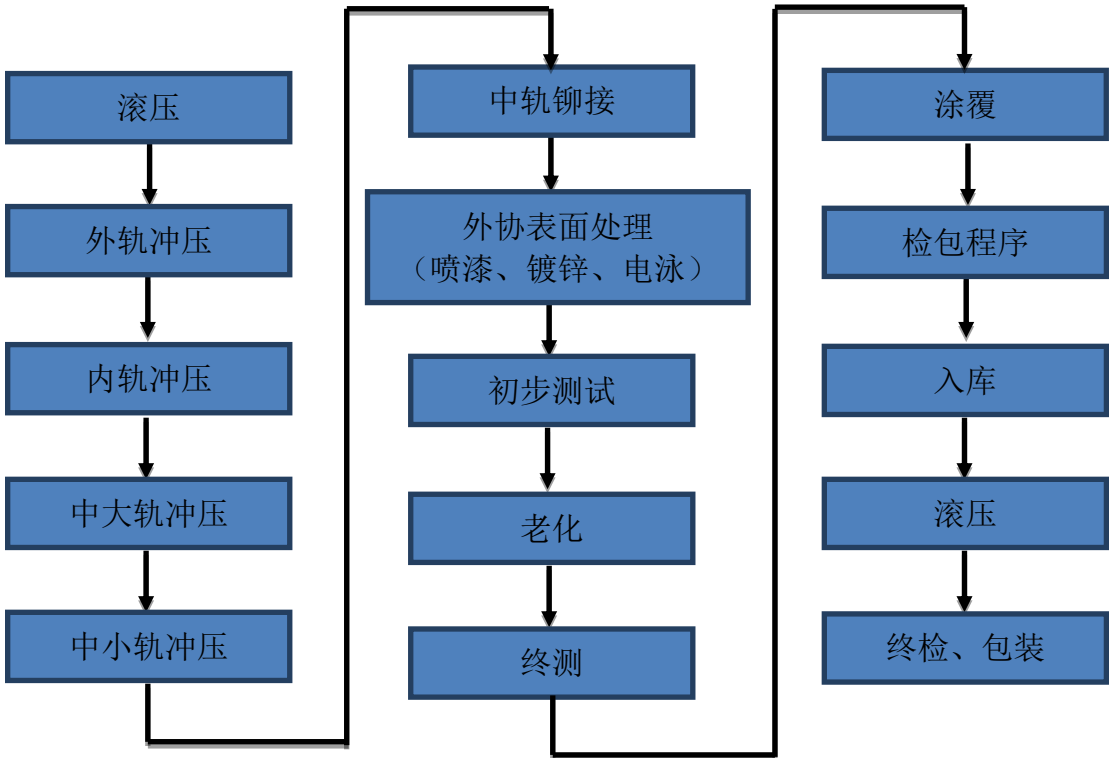 滚压
外轨冲压
内轨冲压
中大轨冲压
中小轨冲压
中轨铆接
外协表面处理
（喷漆、镀锌、电泳）
初步测试
老化
终测
涂覆
检包程序
入库
滚压
终检、包装